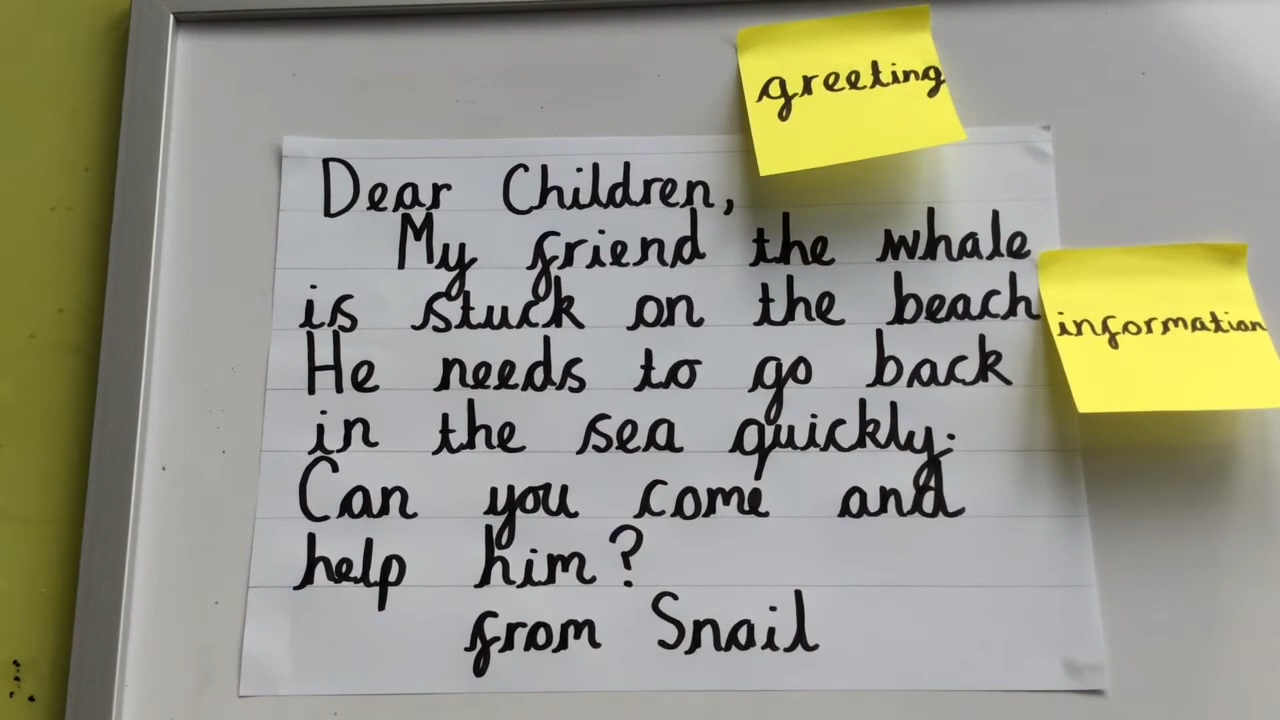 greeting
Dear Children,
My friend the whale
is stuck on the beach
information
He needs to go back
in the sea quickly.
Can you come and
help him?
from Snail